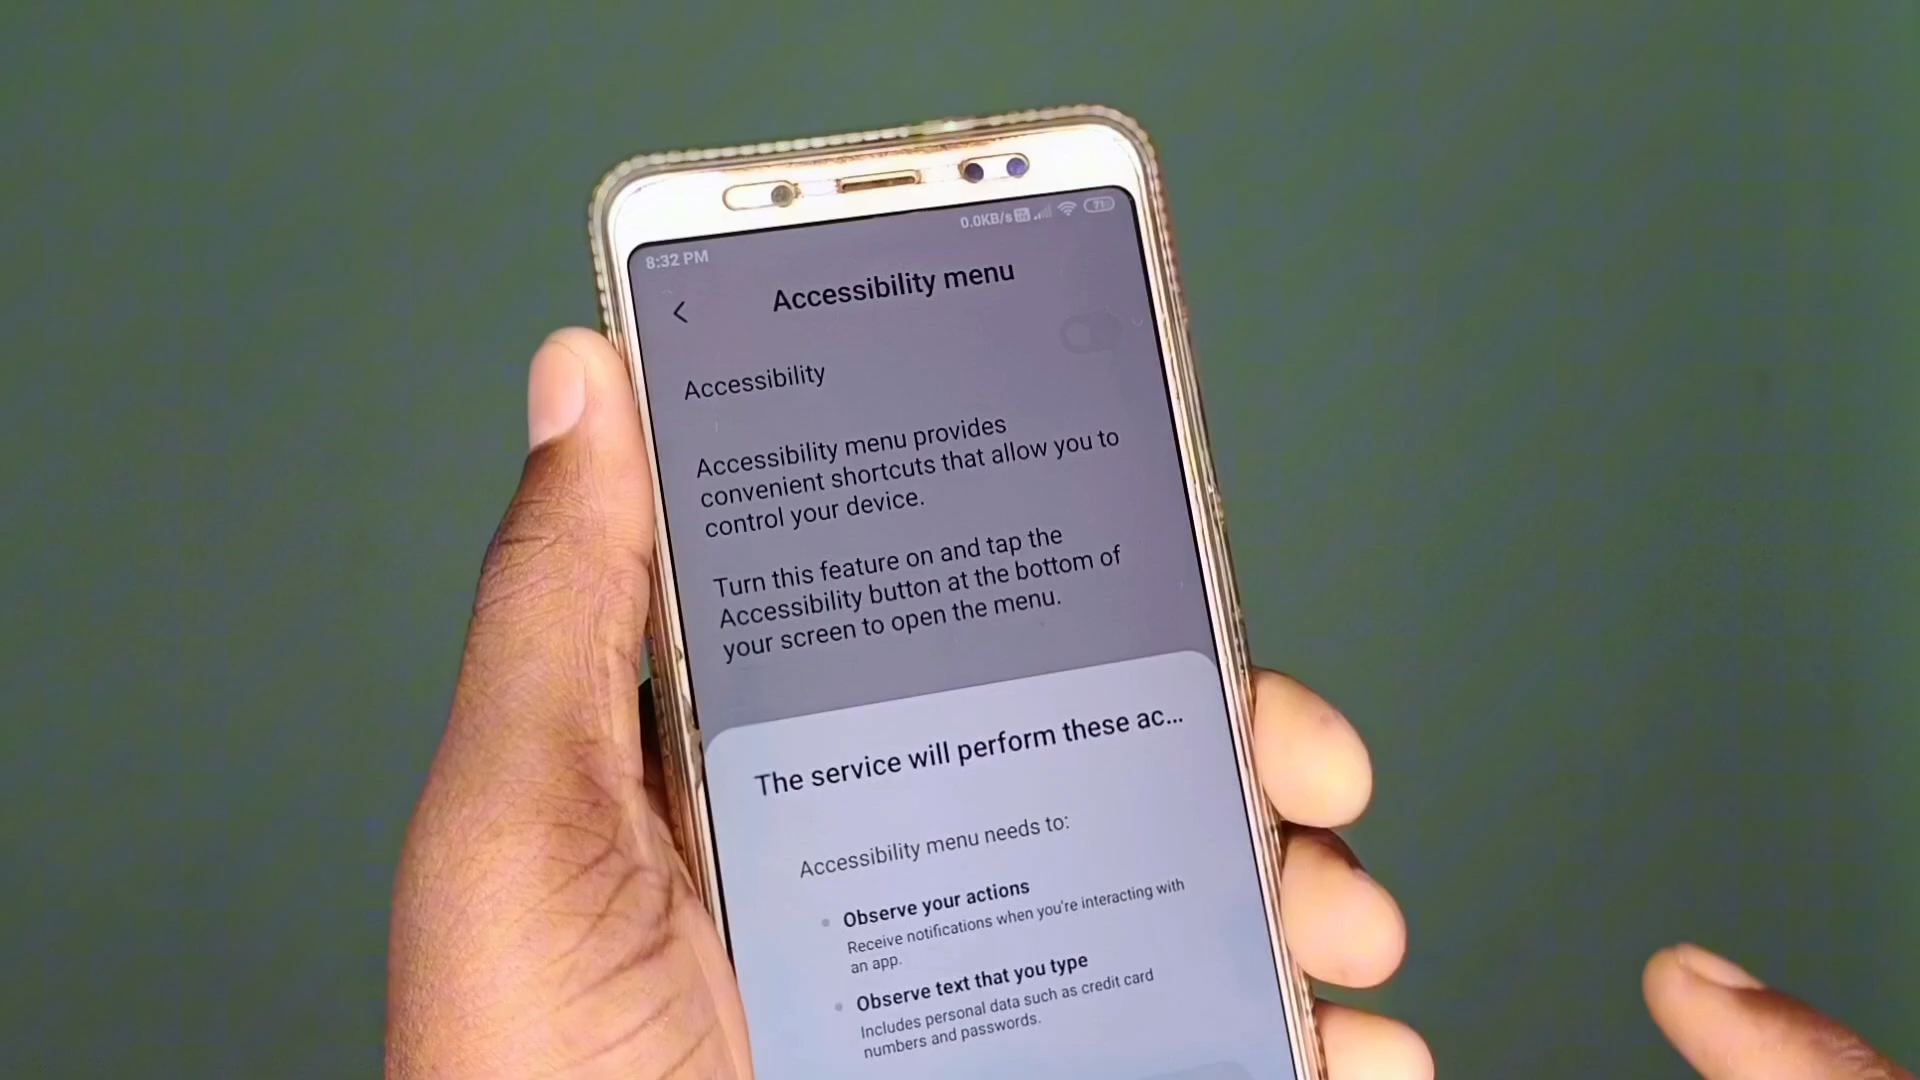 8:32 PM
0.0KB/s
71
Accessibility menu
Accessibility
Accessibility menu provides
convenient shortcuts that allow you to
control your device.
Turn this feature on and tap the
Accessibility button at the bottom of
your screen to open the menu.
The service will perform these ac...
Accessibility menu needs to:
Observe your actions
Receive notifications when you're interacting with
an app.
Observe text that you type
Includes personal data such as credit card
numbers and passwords.